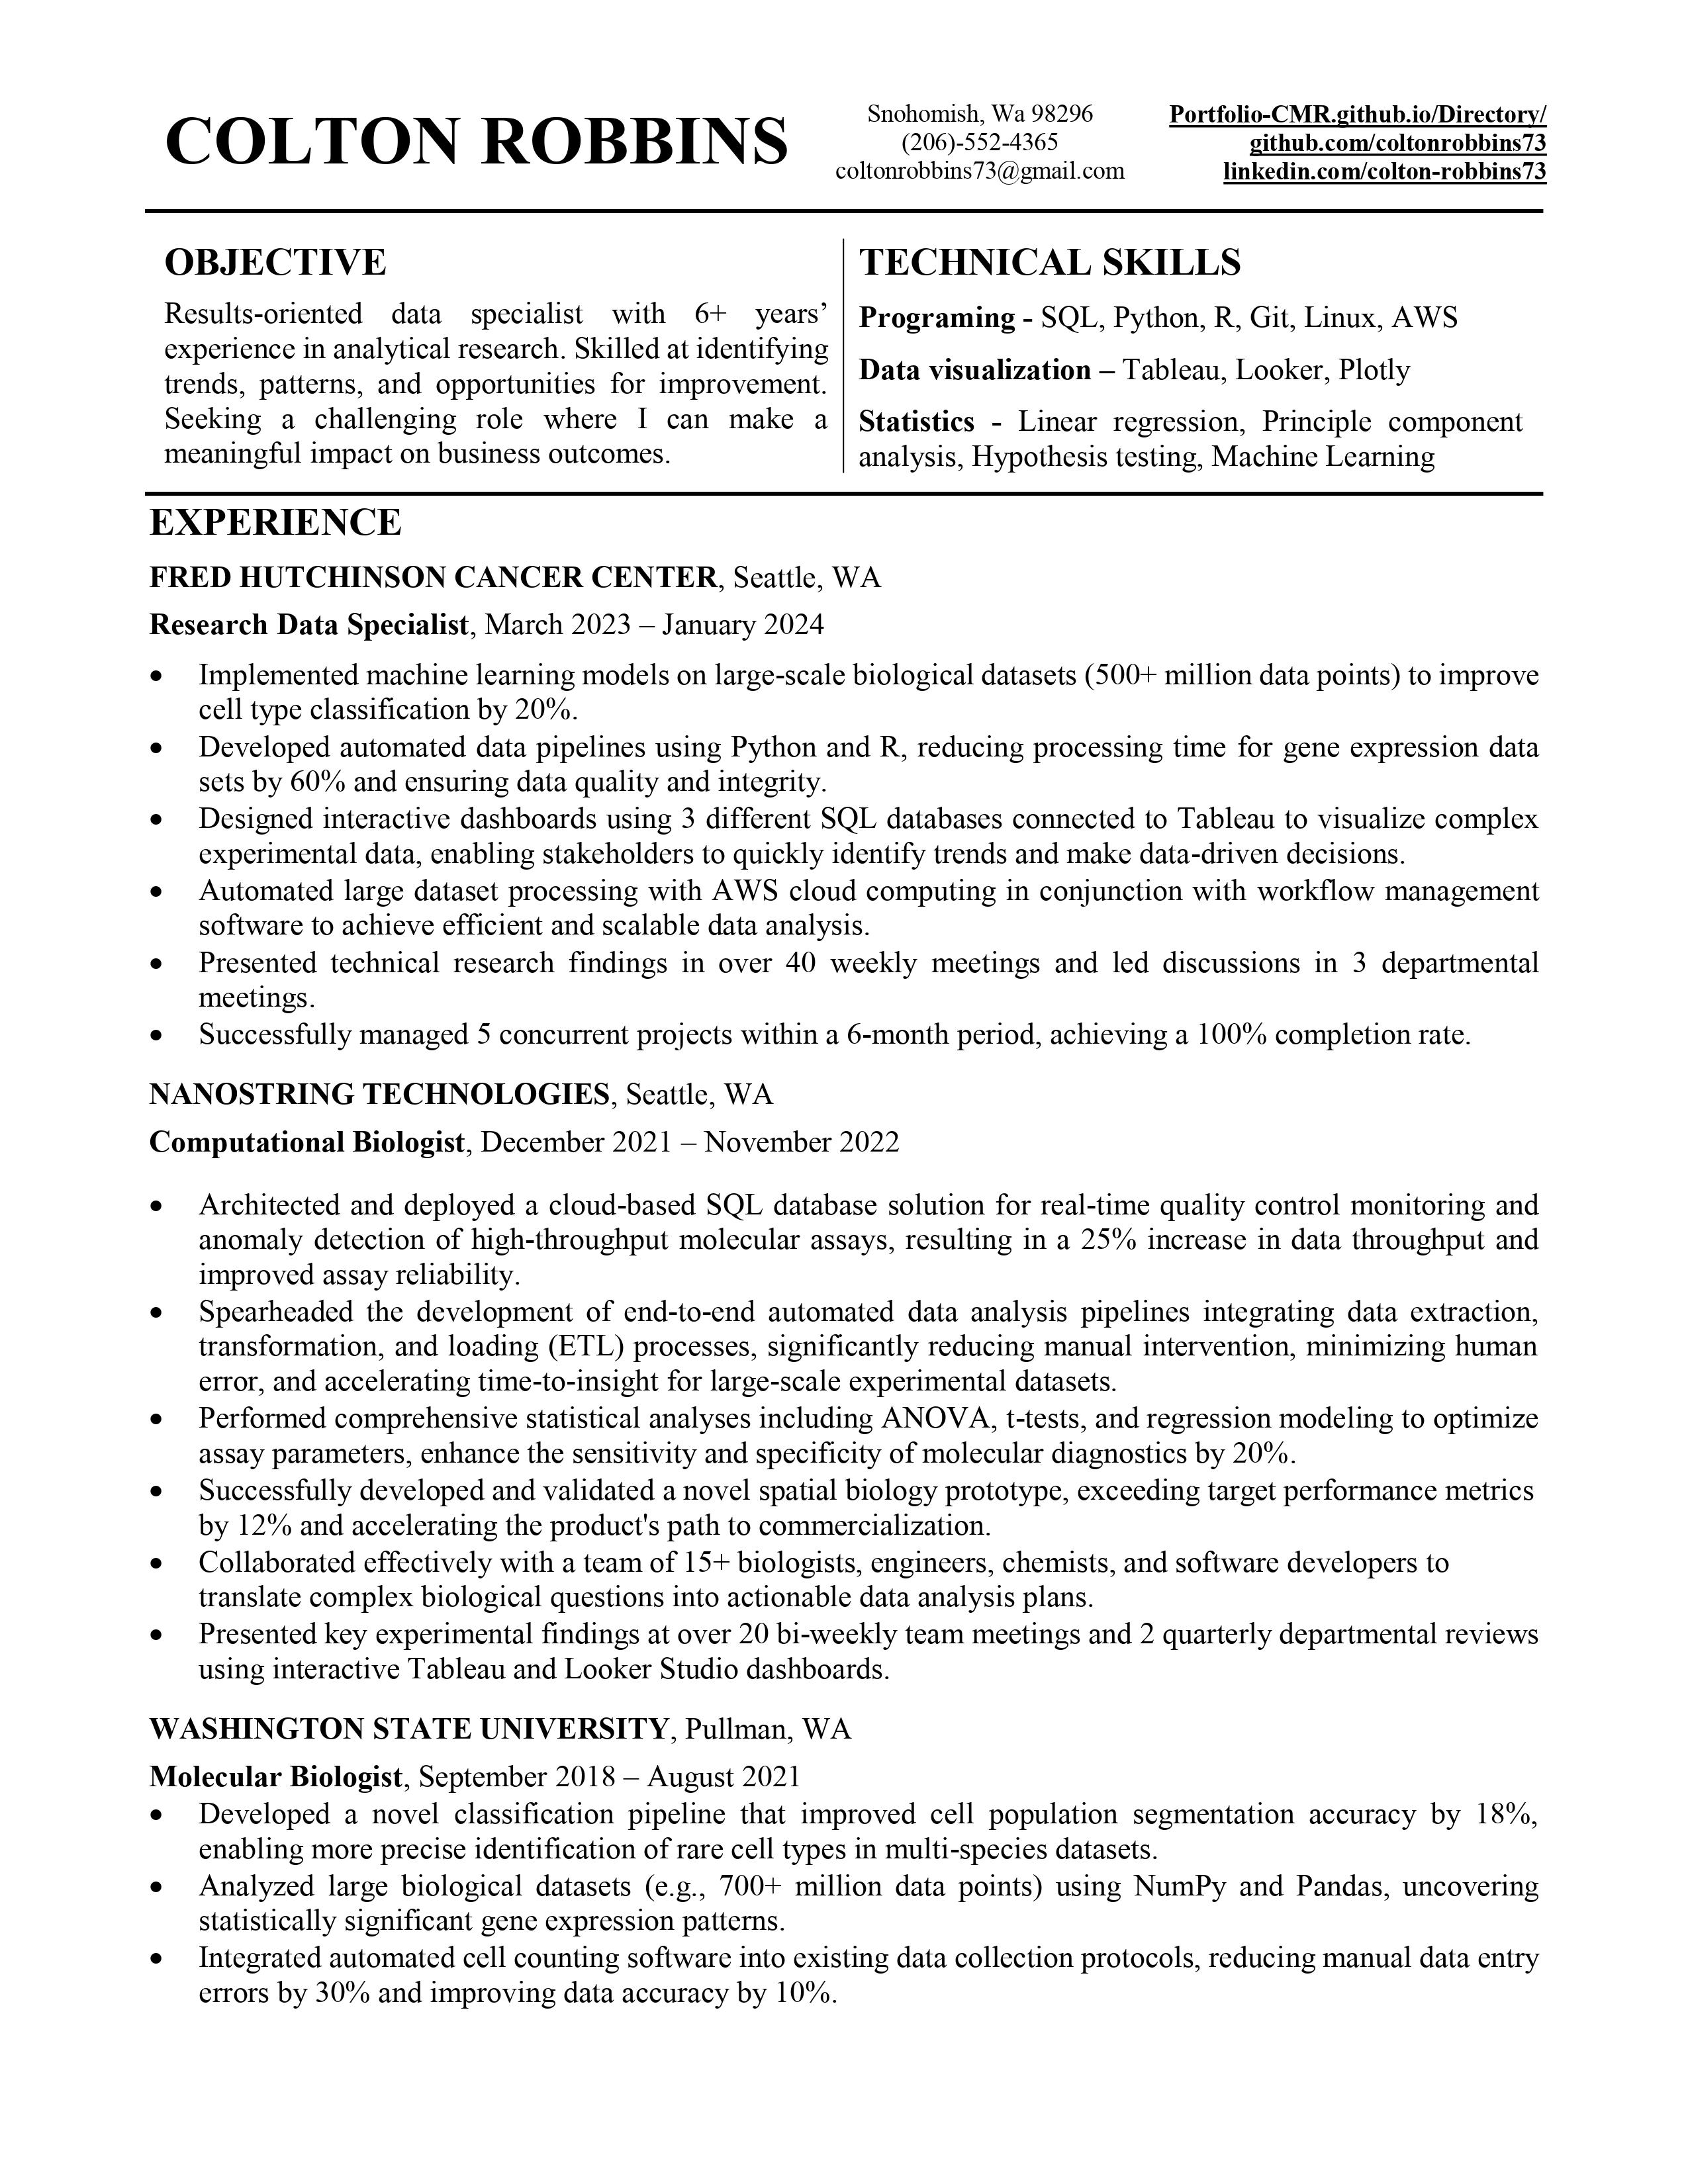 COLTON ROBBINS
Snohomish, Wa 98296
(206)-552-4365
coltonrobbins73@gmail.com
Portfolio-CMR.github.io/Directory/
github.com/coltonrobbins73
linkedin.com/colton-robbins73
OBJECTIVE
Results-oriented data specialist with 6+ years’
experience in analytical research. Skilled at identifying
trends, patterns, and opportunities for improvement.
Seeking a challenging role where I can make a
meaningful impact on business outcomes.
TECHNICAL SKILLS
Programing - SQL, Python, R, Git, Linux, AWS
Data visualization – Tableau, Looker, Plotly
Statistics - Linear regression, Principle component
analysis, Hypothesis testing, Machine Learning
EXPERIENCE
FRED HUTCHINSON CANCER CENTER, Seattle, WA
Research Data Specialist, March 2023 – January 2024
• Implemented machine learning models on large-scale biological datasets (500+ million data points) to improve
cell type classification by 20%.
• Developed automated data pipelines using Python and R, reducing processing time for gene expression data
sets by 60% and ensuring data quality and integrity.
• Designed interactive dashboards using 3 different SQL databases connected to Tableau to visualize complex
experimental data, enabling stakeholders to quickly identify trends and make data-driven decisions.
• Automated large dataset processing with AWS cloud computing in conjunction with workflow management
software to achieve efficient and scalable data analysis.
• Presented technical research findings in over 40 weekly meetings and led discussions in 3 departmental
meetings.
• Successfully managed 5 concurrent projects within a 6-month period, achieving a 100% completion rate.
NANOSTRING TECHNOLOGIES, Seattle, WA
Computational Biologist, December 2021 – November 2022
• Architected and deployed a cloud-based SQL database solution for real-time quality control monitoring and
anomaly detection of high-throughput molecular assays, resulting in a 25% increase in data throughput and
improved assay reliability.
• Spearheaded the development of end-to-end automated data analysis pipelines integrating data extraction,
transformation, and loading (ETL) processes, significantly reducing manual intervention, minimizing human
error, and accelerating time-to-insight for large-scale experimental datasets.
• Performed comprehensive statistical analyses including ANOVA, t-tests, and regression modeling to optimize
assay parameters, enhance the sensitivity and specificity of molecular diagnostics by 20%.
• Successfully developed and validated a novel spatial biology prototype, exceeding target performance metrics
by 12% and accelerating the product's path to commercialization.
• Collaborated effectively with a team of 15+ biologists, engineers, chemists, and software developers to
translate complex biological questions into actionable data analysis plans.
• Presented key experimental findings at over 20 bi-weekly team meetings and 2 quarterly departmental reviews
using interactive Tableau and Looker Studio dashboards.
WASHINGTON STATE UNIVERSITY, Pullman, WA
Molecular Biologist, September 2018 – August 2021
• Developed a novel classification pipeline that improved cell population segmentation accuracy by 18%,
enabling more precise identification of rare cell types in multi-species datasets.
• Analyzed large biological datasets (e.g., 700+ million data points) using NumPy and Pandas, uncovering
statistically significant gene expression patterns.
• Integrated automated cell counting software into existing data collection protocols, reducing manual data entry
errors by 30% and improving data accuracy by 10%.